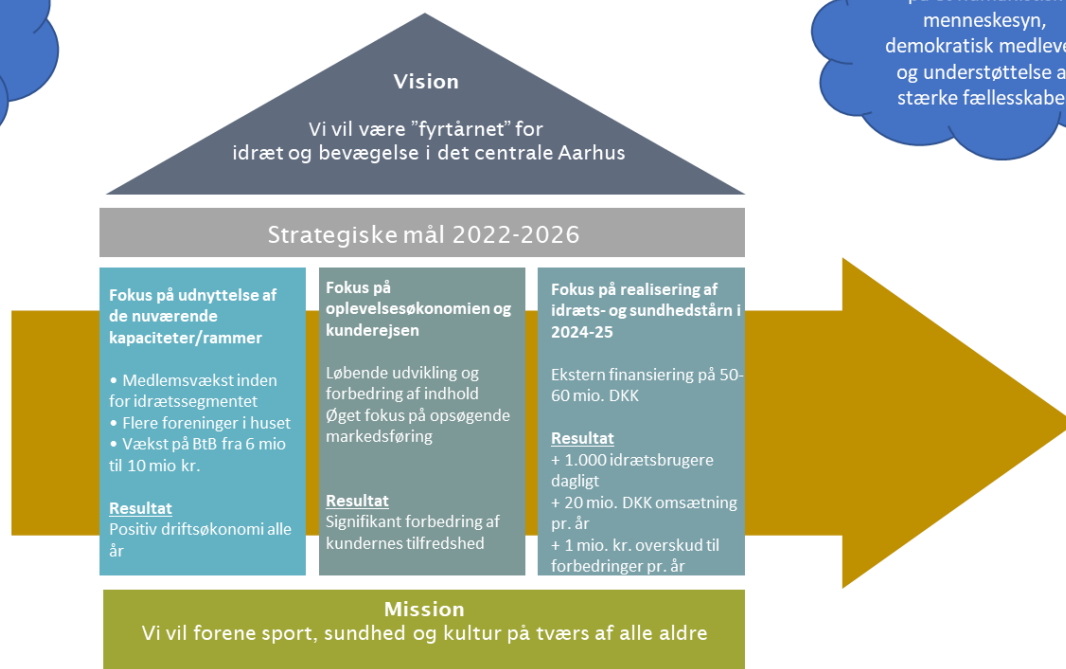 menneskesyn,
demokratisk
og understøttelse
stærke
Vision
Vi vil være ”fyrtårnet” for
idræt og bevægelse i det centrale Aarhus
Strategiske mål 2022-2026
Fokus på udnyttelse af
de nuværende
kapaciteter/rammer
• Medlemsvækst inden
for idrætssegmentet
• Flere foreninger i huset
• Vækst på BtB fra 6 mio
til 10 mio kr.
Resultat
Positiv driftsøkonomi alle
år
Fokus på
oplevelsesøkonomien og
kunderejsen
Løbende udvikling og
forbedring af indhold
Øget fokus på opsøgende
markedsføring
Resultat
Signifikant forbedring af
kundernes tilfredshed
Fokus på realisering af
idræts- og sundhedstårn i
2024-25
Ekstern finansiering på 50-
60 mio. DKK
Resultat
+ 1.000 idrætsbrugere
dagligt
+ 20 mio. DKK omsætning
pr. år
+ 1 mio. kr. overskud til
forbedringer pr. år
Mission
Vi vil forene sport, sundhed og kultur på tværs af alle aldre